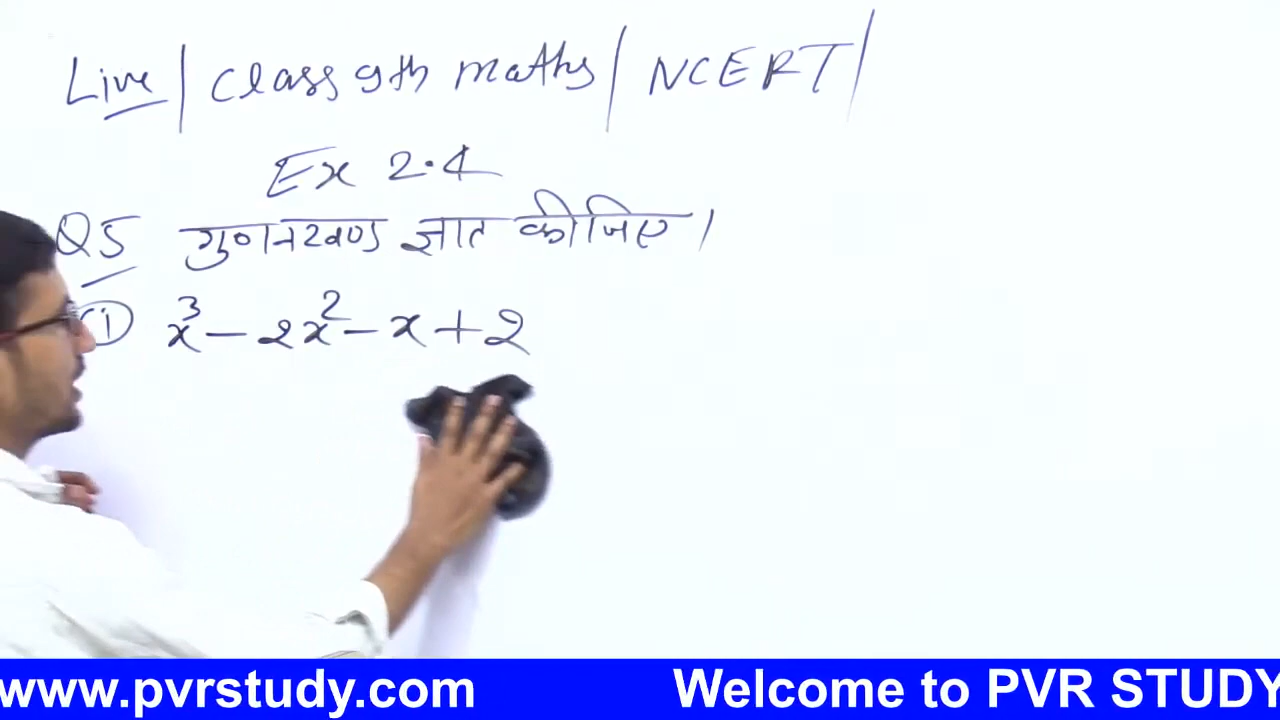 Live | Class 9th maths | NCERT |
Ex 2.4
Q5 गुणनखण्ड ज्ञात कीजिए।
① x³ - 2x² - x + 2
www.pvrstudy.com Welcome to PVR STUDY